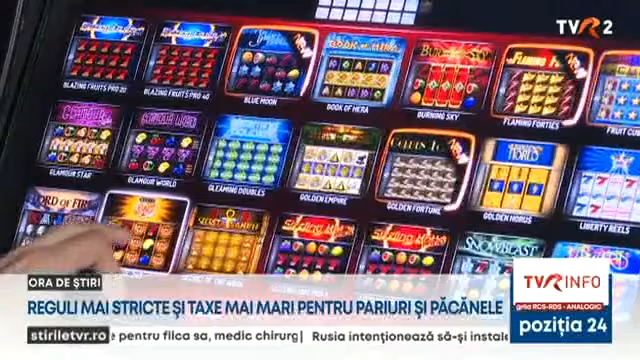 TVR2
BLAZING FRUITS PRO 20
BLAZING FRUITS PRO 40
BLUE MOON
BOOK OF HERA
BURNING SKY
FLAMING FORTIES
FRUIT
GLAMOUR STAR
GLAMOUR WORLD
GLEAMING DOUBLES
GOLDEN EMPIRE
GOLDEN FORTUNE
GOLDEN HORUS
LIBERTY REELS
LORD OF
SNOWBLAST
ORA DE ȘTIRI
REGULI MAI STRICTE ȘI TAXE MAI MARI PENTRU PARIURI ȘI PĂCĂNELE
TVR INFO
grila RCS-RDS - ANALOGIC
poziția 24
stiriletvr.ro
e pentru fiica sa, medic chirurg| Rusia intenționează să-și instale